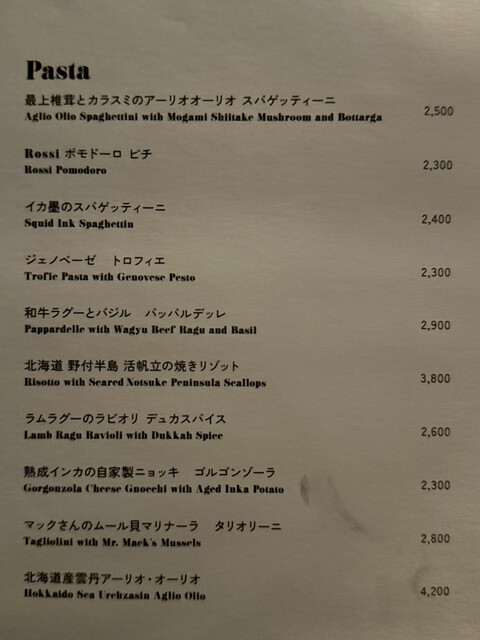 Pasta
最上椎茸とカラスミのアーリオオーリオ スパゲッティーニ
Aglio Olio Spaghettini with Mogami Shiitake Mushroom and Bottarga
2,500
Rossi ポモドーロ ピチ
Rossi Pomodoro
2,300
イカ墨のスパゲッティーニ
Squid Ink Spaghettin
2,400
ジェノベーゼ トロフィエ
Trofie Pasta with Genovese Pesto
2,300
和牛ラグーとバジル パッパルデッレ
Pappardelle with Wagyu Beef Ragu and Basil
2,900
北海道 野付半島 活帆立の焼きリゾット
Risotto with Seared Notsuke Peninsula Scallops
3,800
ラムラグーのラビオリ デュカスパイス
Lamb Ragu Ravioli with Dukkah Spice
2,600
熟成インカの自家製ニョッキ ゴルゴンゾーラ
Gorgonzola Cheese Gnocchi with Aged Inka Potato
2,300
マックさんのムール貝マリナーラ タリオリーニ
Tagliolini with Mr. Mack's Mussels
2,800
北海道産雲丹アーリオ・オーリオ
Hokkaido Sea Urchzasin Aglio Olio
4,200